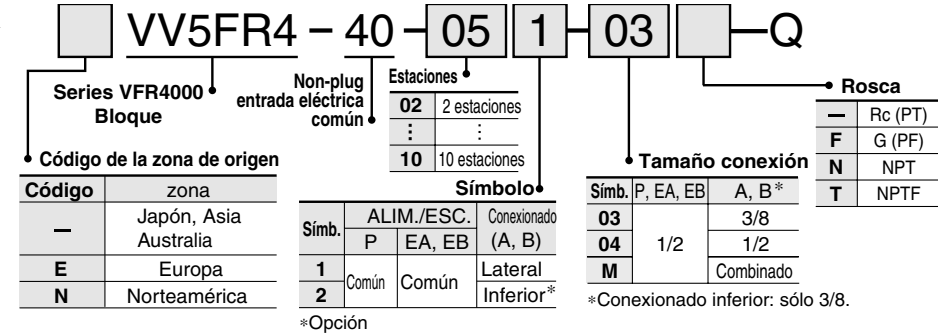 VV5FR4 – 40 – 05 1 – 03 —Q
Series VFR4000
Bloque
Non-plug
entrada eléctrica
común
Estaciones
02 2 estaciones
⋮ ⋮
10 10 estaciones
Rosca
— Rc (PT)
F G (PF)
N NPT
T NPTF
Código de la zona de origen
Código zona
— Japón, Asia
Australia
E Europa
N Norteamérica
Símbolo
Símb. ALIM./ESC. Conexionado
P EA, EB (A, B)
1 Común Común Lateral
2 Inferior*
*Opción
Tamaño conexión
Símb. P, EA, EB A, B*
03 3/8
04 1/2 1/2
M Combinado
*Conexionado inferior: sólo 3/8.